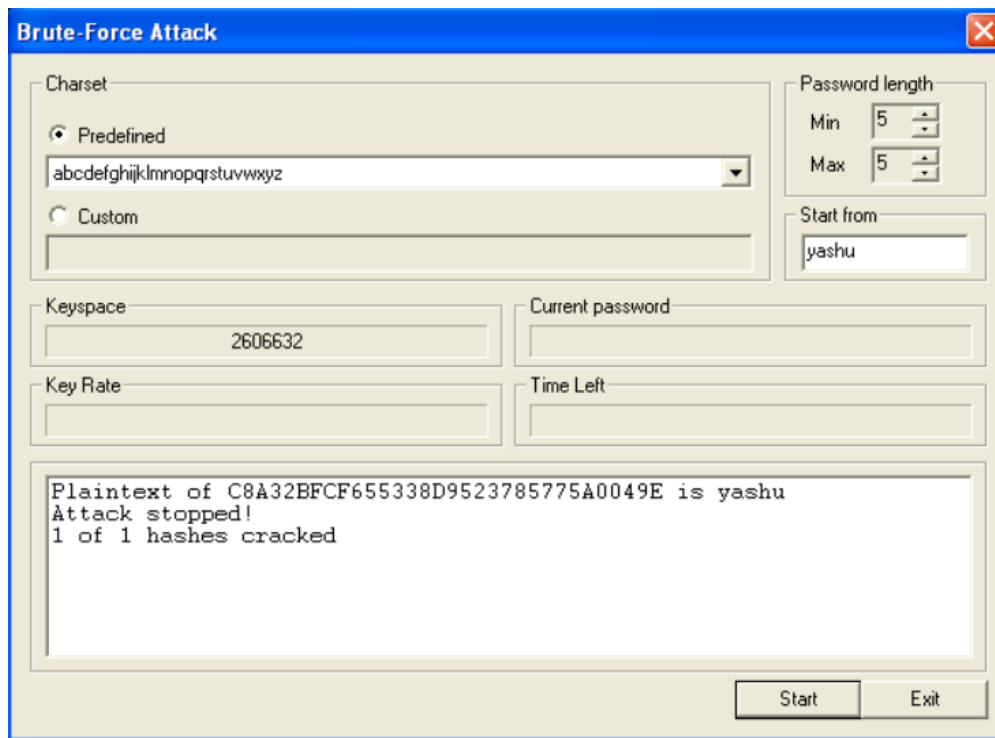 Brute-Force Attack
Charset
Predefined
abcdefghijklmnopqrstuvwxyz
Custom
Password length
Min 5
Max 5
Start from
yashu
Keyspace
2606632
Current password
Key Rate
Time Left
Plaintext of C8A32BFCF655338D9523785775A0049E is yashu
Attack stopped!
1 of 1 hashes cracked
Start
Exit